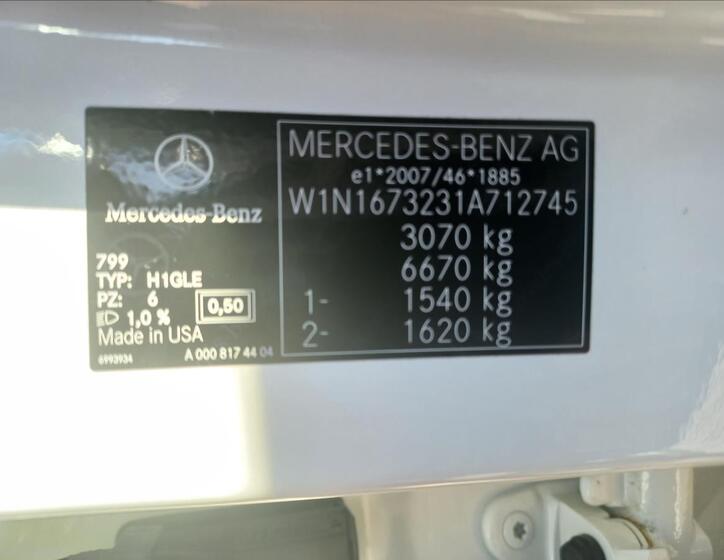 Mercedes-Benz
799
TYP: H1GLE
PZ: 6
1,0 %
0,50
Made in USA
6993934
A 000 817 44 04
MERCEDES-BENZ AG
e1*2007/46*1885
W1N1673231A712745
3070 kg
6670 kg
1- 1540 kg
2- 1620 kg